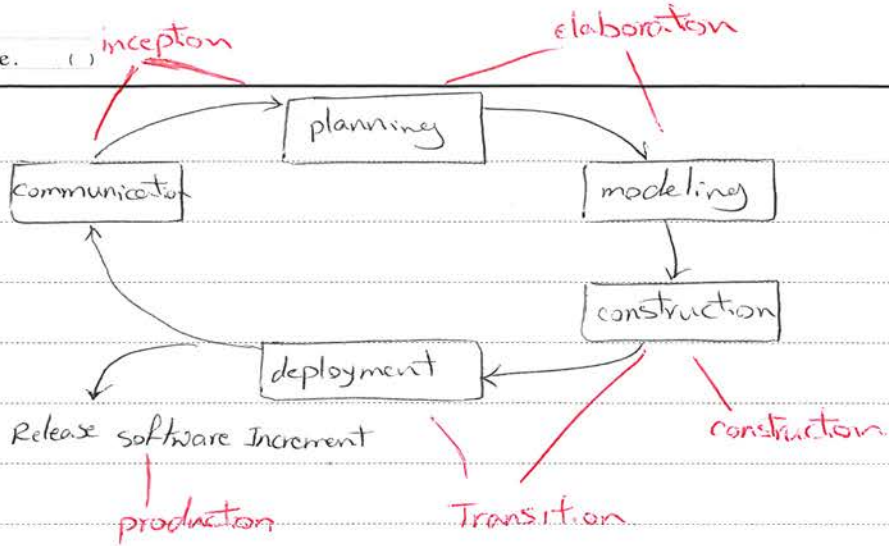 e. ( )
inception
elaboration
planning
communication
modeling
construction
deployment
Release software Increment
construction
production
Transition